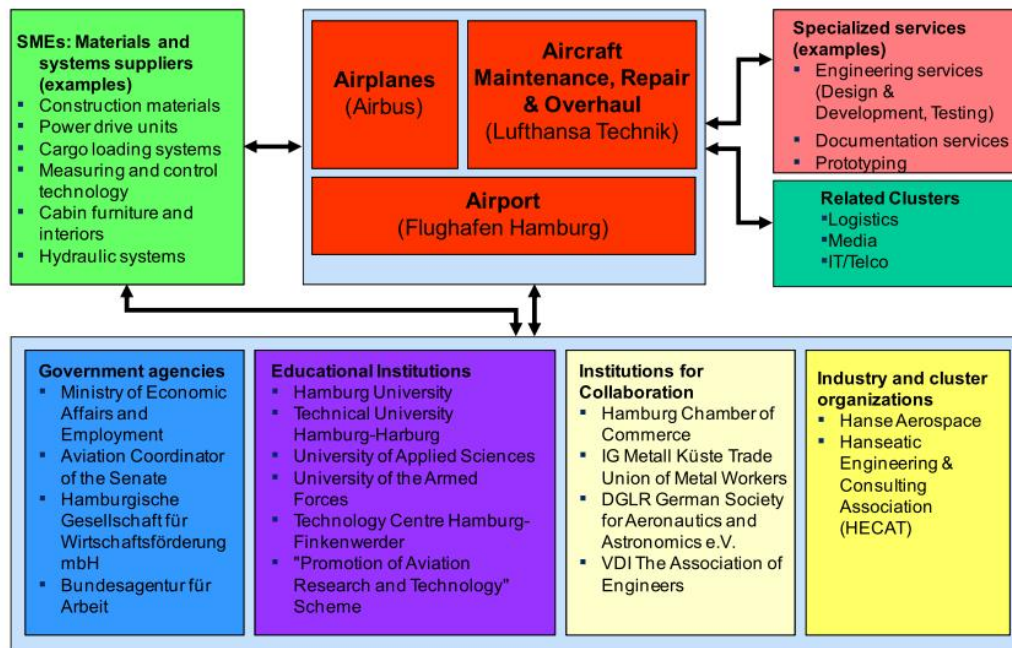 SMEs: Materials and
systems suppliers
(examples)
▪ Construction materials
▪ Power drive units
▪ Cargo loading systems
▪ Measuring and control
technology
▪ Cabin furniture and
interiors
▪ Hydraulic systems
Airplanes
(Airbus)
Aircraft
Maintenance, Repair
& Overhaul
(Lufthansa Technik)
Airport
(Flughafen Hamburg)
Specialized services
(examples)
▪ Engineering services
(Design &
Development, Testing)
▪ Documentation services
▪ Prototyping
Related Clusters
▪Logistics
▪Media
▪IT/Telco
Government agencies
▪ Ministry of Economic
Affairs and
Employment
▪ Aviation Coordinator
of the Senate
▪ Hamburgische
Gesellschaft für
Wirtschaftsförderung
mbH
▪ Bundesagentur für
Arbeit
Educational Institutions
▪ Hamburg University
▪ Technical University
Hamburg-Harburg
▪ University of Applied Sciences
▪ University of the Armed
Forces
▪ Technology Centre Hamburg-
Finkenwerder
▪ "Promotion of Aviation
Research and Technology"
Scheme
Institutions for
Collaboration
▪ Hamburg Chamber of
Commerce
▪ IG Metall Küste Trade
Union of Metal Workers
▪ DGLR German Society
for Aeronautics and
Astronomics e.V.
▪ VDI The Association of
Engineers
Industry and cluster
organizations
▪ Hanse Aerospace
▪ Hanseatic
Engineering &
Consulting
Association
(HECAT)